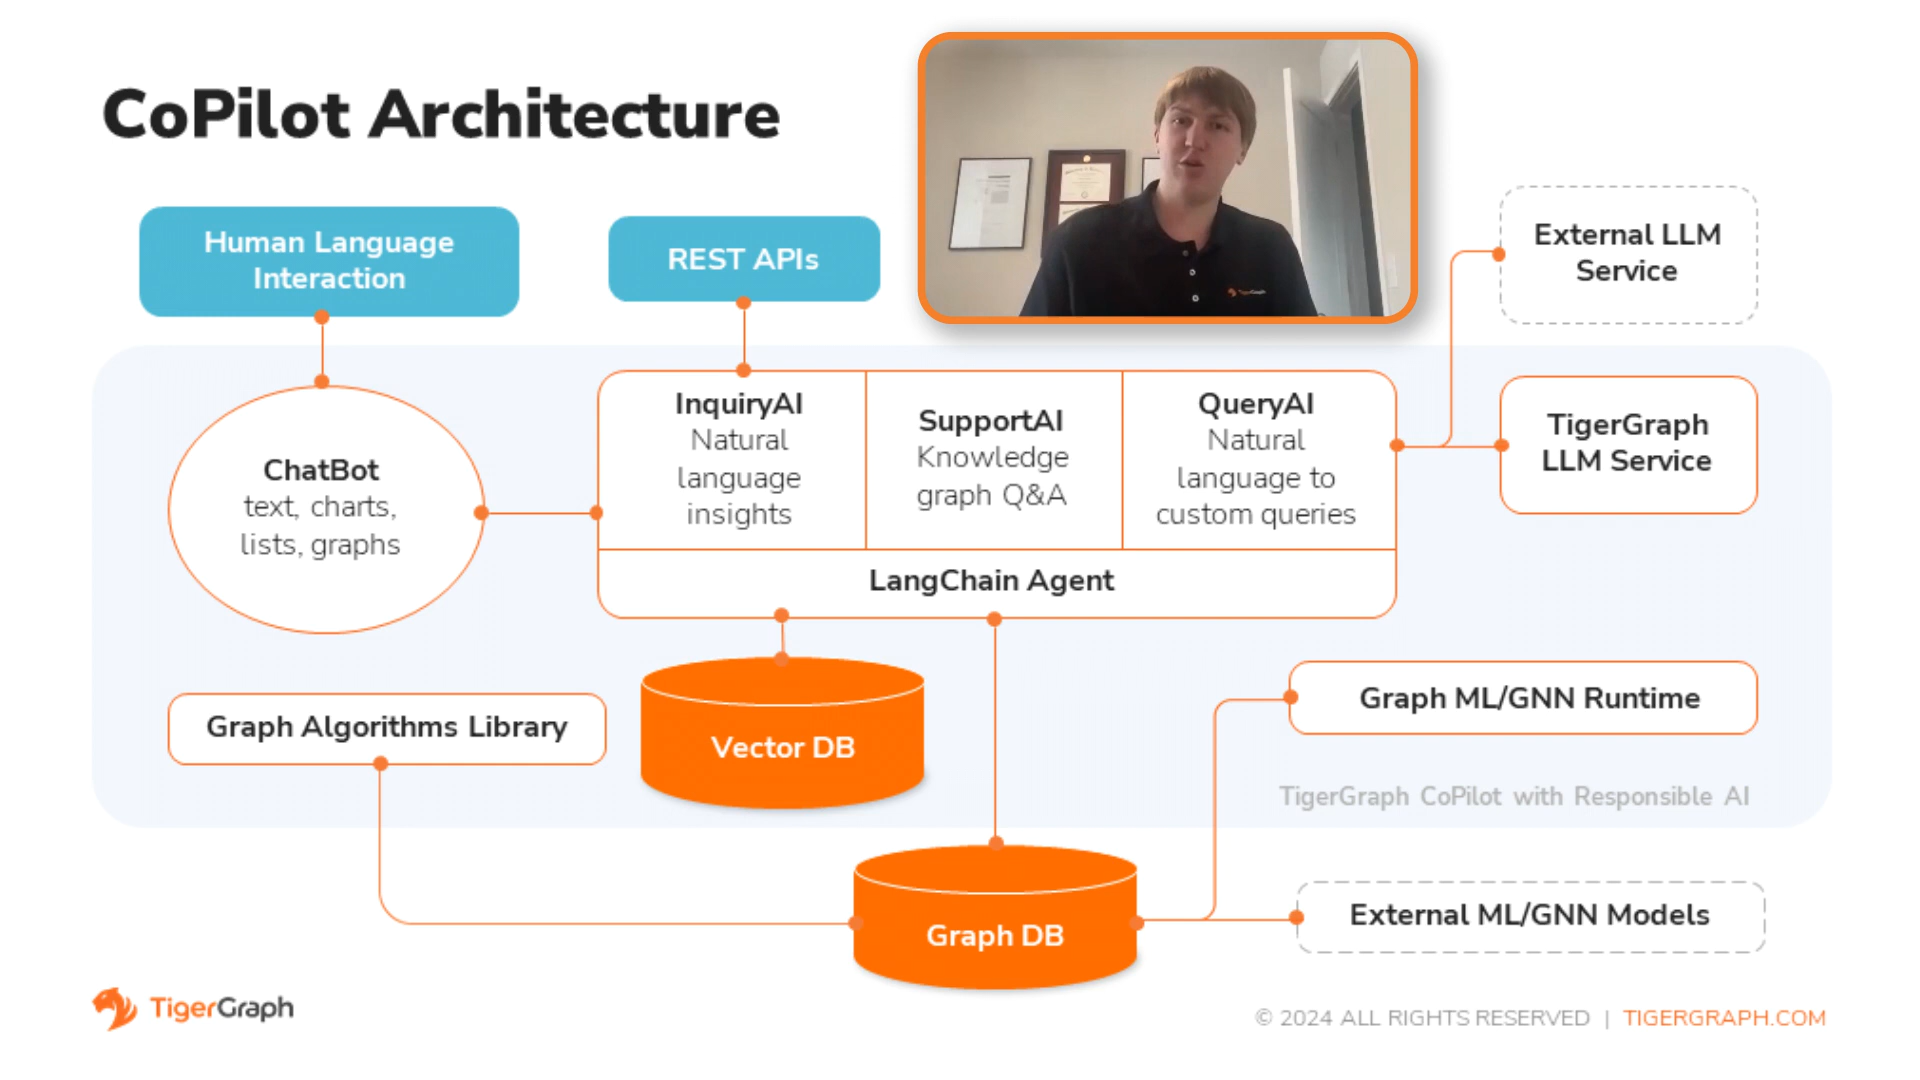 CoPilot Architecture
Human Language
Interaction
REST APIs
TigerGraph
External LLM
Service
ChatBot
text, charts,
lists, graphs
InquiryAI
Natural
language
insights
SupportAI
Knowledge
graph Q&A
QueryAI
Natural
language to
custom queries
LangChain Agent
TigerGraph
LLM Service
Graph Algorithms Library
Vector DB
Graph ML/GNN Runtime
TigerGraph CoPilot with Responsible AI
Graph DB
External ML/GNN Models
TigerGraph
© 2024 ALL RIGHTS RESERVED | TIGERGRAPH.COM